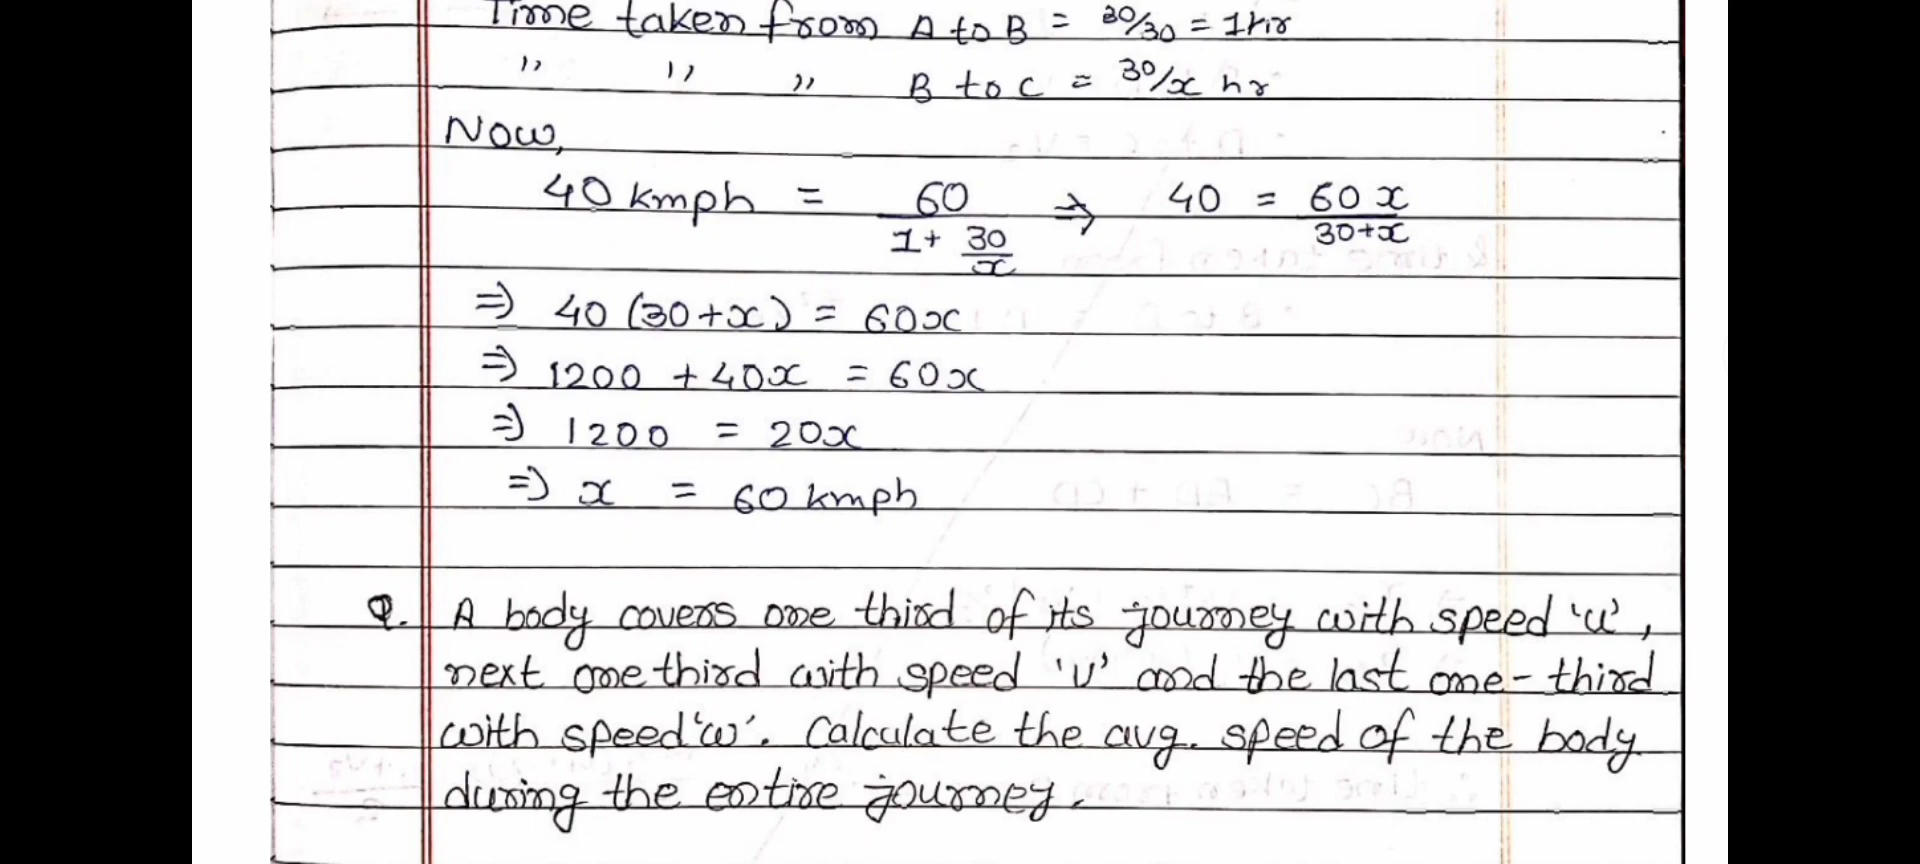 Time taken from A to B = 30/30 = 1hr
" " " B to C = 30/x hr
Now,
40 kmph = 60/(1 + 30/x) ⇒ 40 = 60x/(30+x)
⇒ 40 (30+x) = 60x
⇒ 1200 + 40x = 60x
⇒ 1200 = 20x
⇒ x = 60 kmph
Q. A body covers one third of its journey with speed 'u',
next one third with speed 'v' and the last one-third
with speed 'w'. Calculate the avg. speed of the body
during the entire journey.